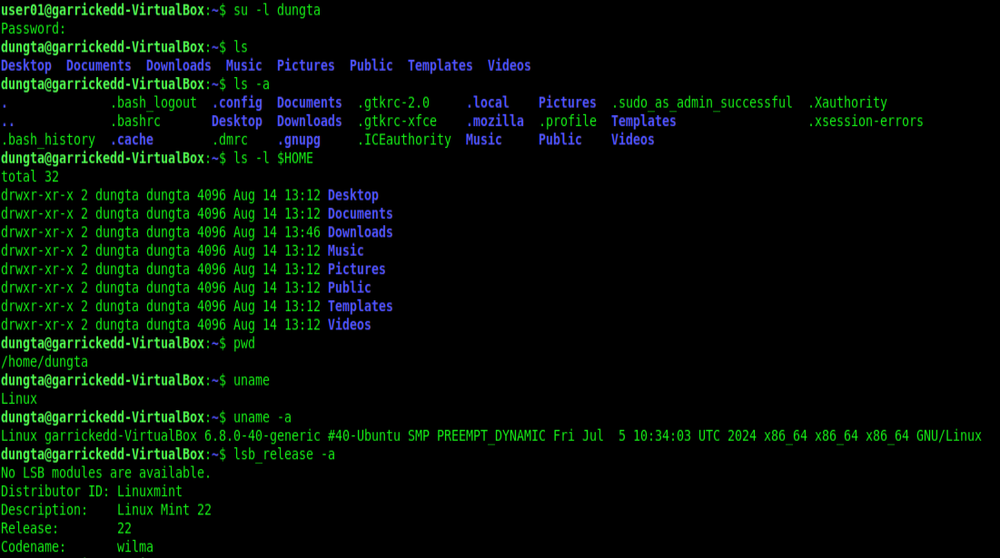 user01@garrickedd-VirtualBox:~$ su -l dungta
Password:
dungta@garrickedd-VirtualBox:~$ ls
Desktop  Documents  Downloads  Music  Pictures  Public  Templates  Videos
dungta@garrickedd-VirtualBox:~$ ls -a
.              .bash_logout  .config  Documents  .gtkrc-2.0     .local    Pictures  .sudo_as_admin_successful  .Xauthority
..             .bashrc       Desktop  Downloads  .gtkrc-xfce    .mozilla  .profile  Templates                  .xsession-errors
.bash_history  .cache        .dmrc    .gnupg     .ICEauthority  Music     Public    Videos
dungta@garrickedd-VirtualBox:~$ ls -l $HOME
total 32
drwxr-xr-x 2 dungta dungta 4096 Aug 14 13:12 Desktop
drwxr-xr-x 2 dungta dungta 4096 Aug 14 13:12 Documents
drwxr-xr-x 2 dungta dungta 4096 Aug 14 13:46 Downloads
drwxr-xr-x 2 dungta dungta 4096 Aug 14 13:12 Music
drwxr-xr-x 2 dungta dungta 4096 Aug 14 13:12 Pictures
drwxr-xr-x 2 dungta dungta 4096 Aug 14 13:12 Public
drwxr-xr-x 2 dungta dungta 4096 Aug 14 13:12 Templates
drwxr-xr-x 2 dungta dungta 4096 Aug 14 13:12 Videos
dungta@garrickedd-VirtualBox:~$ pwd
/home/dungta
dungta@garrickedd-VirtualBox:~$ uname
Linux
dungta@garrickedd-VirtualBox:~$ uname -a
Linux garrickedd-VirtualBox 6.8.0-40-generic #40-Ubuntu SMP PREEMPT_DYNAMIC Fri Jul  5 10:34:03 UTC 2024 x86_64 x86_64 x86_64 GNU/Linux
dungta@garrickedd-VirtualBox:~$ lsb_release -a
No LSB modules are available.
Distributor ID: Linuxmint
Description:    Linux Mint 22
Release:        22
Codename:       wilma